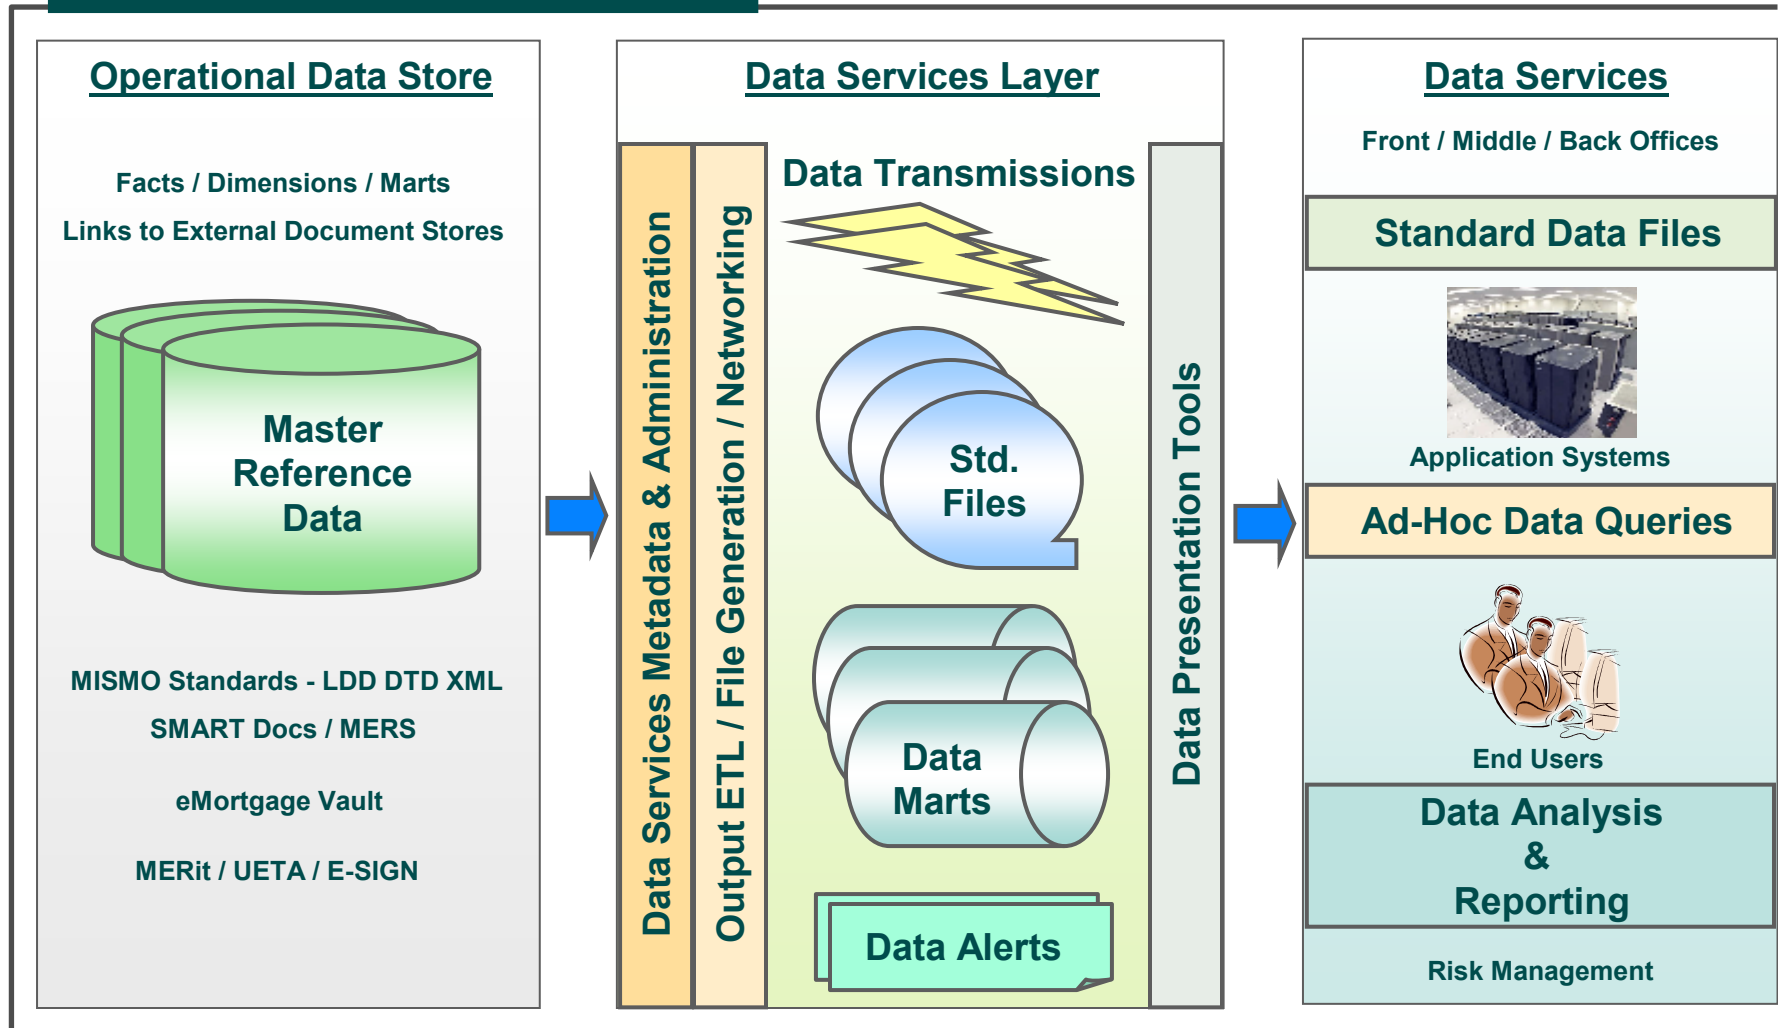 Operational Data Store
Facts / Dimensions / Marts
Links to External Document Stores
Master
Reference
Data
MISMO Standards - LDD DTD XML
SMART Docs / MERS
eMortgage Vault
MERit / UETA / E-SIGN
Data Services Layer
Data Services Metadata & Administration
Output ETL / File Generation / Networking
Data Transmissions
Std.
Files
Data
Marts
Data Alerts
Data Presentation Tools
Data Services
Front / Middle / Back Offices
Standard Data Files
Application Systems
Ad-Hoc Data Queries
End Users
Data Analysis
&
Reporting
Risk Management